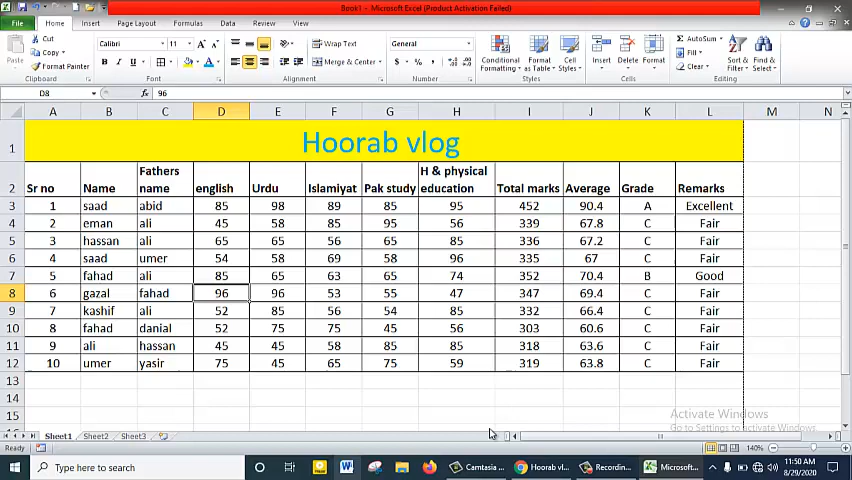 Book1 - Microsoft Excel (Product Activation Failed)
File Home Insert Page Layout Formulas Data Review View
Paste Cut Copy Format Painter Clipboard
Calibri 11 B I U A A Font
Wrap Text Merge & Center Alignment
General $ % , Number
Conditional Formatting Format as Table Cell Styles Styles
Insert Delete Format Cells
AutoSum Fill Clear Sort & Filter Find & Select Editing
D8 fx 96
A B C D E F G H I J K L M N
1 Hoorab vlog
2 Sr no Name Fathers name english Urdu Islamiyat Pak study H & physical education Total marks Average Grade Remarks
3 1 saad abid 85 98 89 85 95 452 90.4 A Excellent
4 2 eman ali 45 58 85 95 56 339 67.8 C Fair
5 3 hassan ali 65 65 56 65 85 336 67.2 C Fair
6 4 saad umer 54 58 69 58 96 335 67 C Fair
7 5 fahad ali 85 65 63 65 74 352 70.4 B Good
8 6 gazal fahad 96 96 53 55 47 347 69.4 C Fair
9 7 kashif ali 52 85 56 54 85 332 66.4 C Fair
10 8 fahad danial 52 75 75 45 56 303 60.6 C Fair
11 9 ali hassan 45 45 58 85 85 318 63.6 C Fair
12 10 umer yasir 75 45 65 75 59 319 63.8 C Fair
13
14
15
Activate Windows
Go to Settings to activate Windows.
Sheet1 Sheet2 Sheet3
Ready 140%
Type here to search Camtasia ... Hoorab vl... Recordin... Microsof... 11:50 AM
8/29/2020